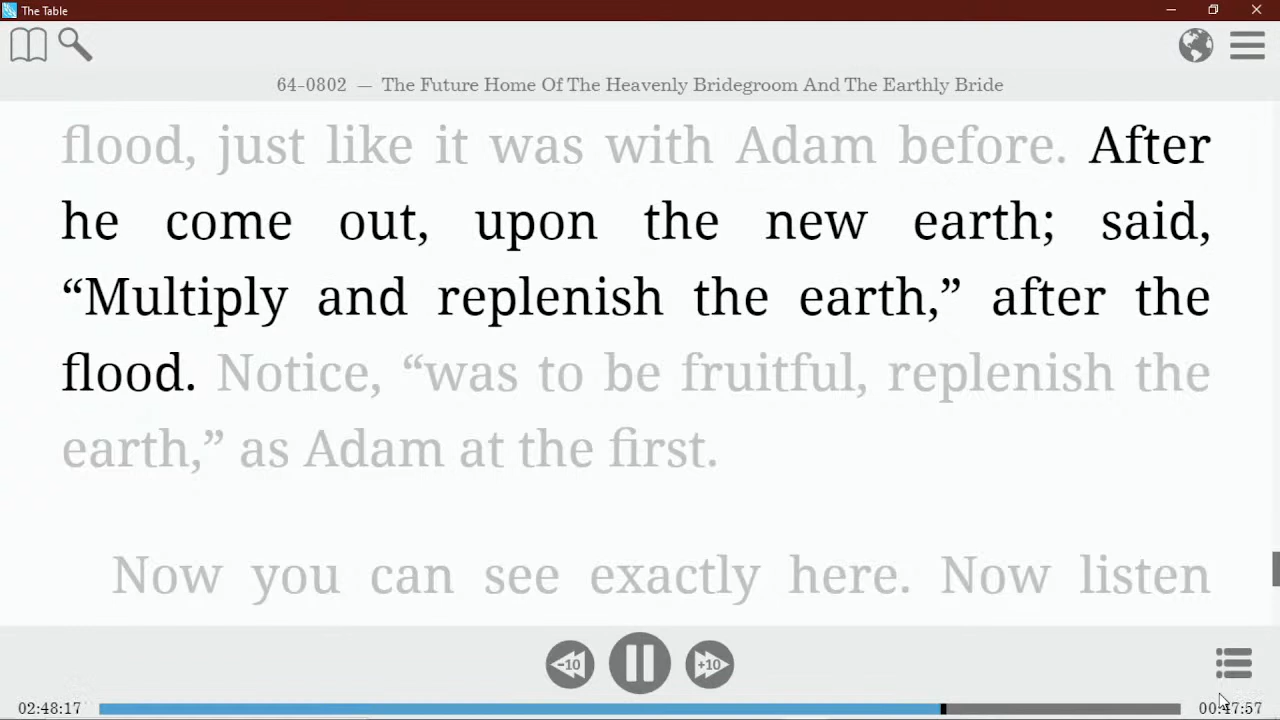 The Table
64-0802 — The Future Home Of The Heavenly Bridegroom And The Earthly Bride
flood, just like it was with Adam before. After
he come out, upon the new earth; said,
“Multiply and replenish the earth,” after the
flood. Notice, “was to be fruitful, replenish the
earth,” as Adam at the first.
Now you can see exactly here. Now listen
-10 +10
02:48:17 00:47:57